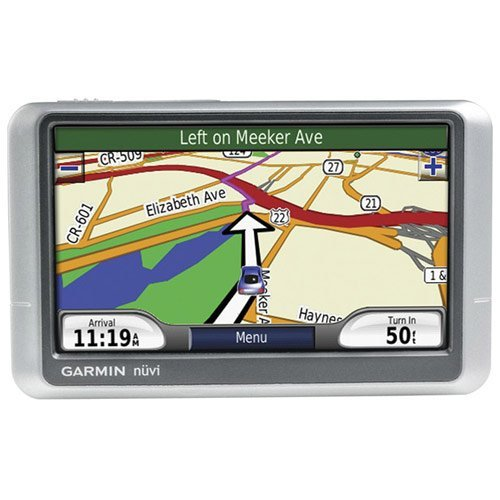 Left on Meeker Ave
CR-509
124
27
+
-
Elizabeth Ave
21
CR-601
22
1 &
Meeker A
Haynes
Arrival
11:19 AM
Menu
Turn In
50 ft
GARMIN nüvi